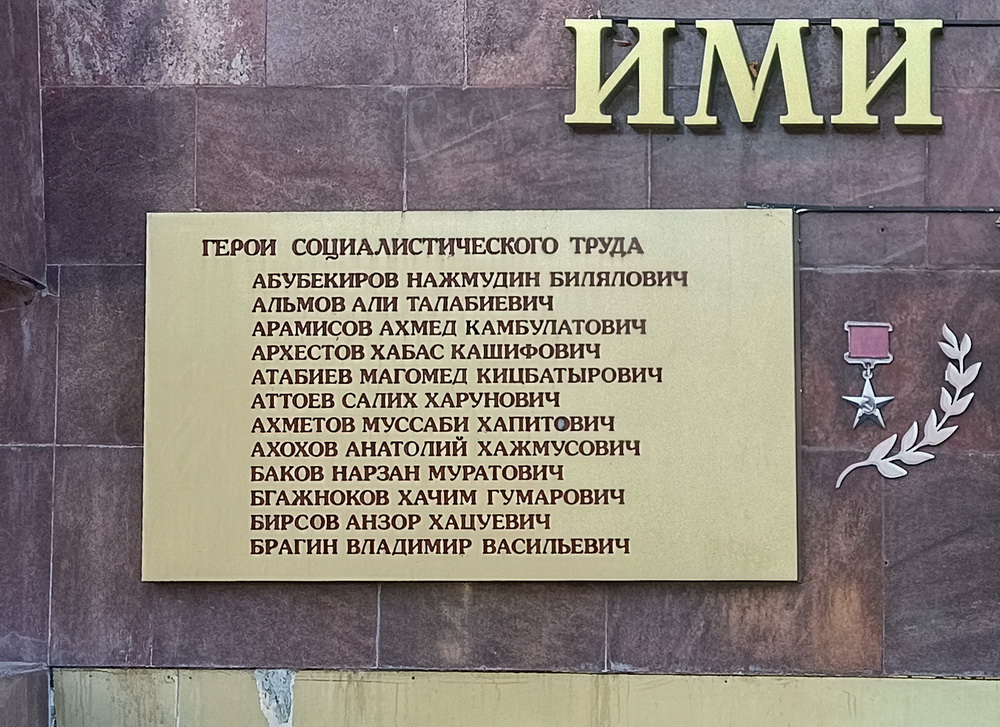 ИМИ
ГЕРОИ СОЦИАЛИСТИЧЕСКОГО ТРУДА
АБУБЕКИРОВ НАЖМУДИН БИЛЯЛОВИЧ
АЛЬМОВ АЛИ ТАЛАБИЕВИЧ
АРАМИСОВ АХМЕД КАМБУЛАТОВИЧ
АРХЕСТОВ ХАБАС КАШИФОВИЧ
АТАБИЕВ МАГОМЕД КИЦБАТЫРОВИЧ
АТТОЕВ САЛИХ ХАРУНОВИЧ
АХМЕТОВ МУССАБИ ХАПИТОВИЧ
АХОХОВ АНАТОЛИЙ ХАЖМУСОВИЧ
БАКОВ НАРЗАН МУРАТОВИЧ
БГАЖНОКОВ ХАЧИМ ГУМАРОВИЧ
БИРСОВ АНЗОР ХАЦУЕВИЧ
БРАГИН ВЛАДИМИР ВАСИЛЬЕВИЧ